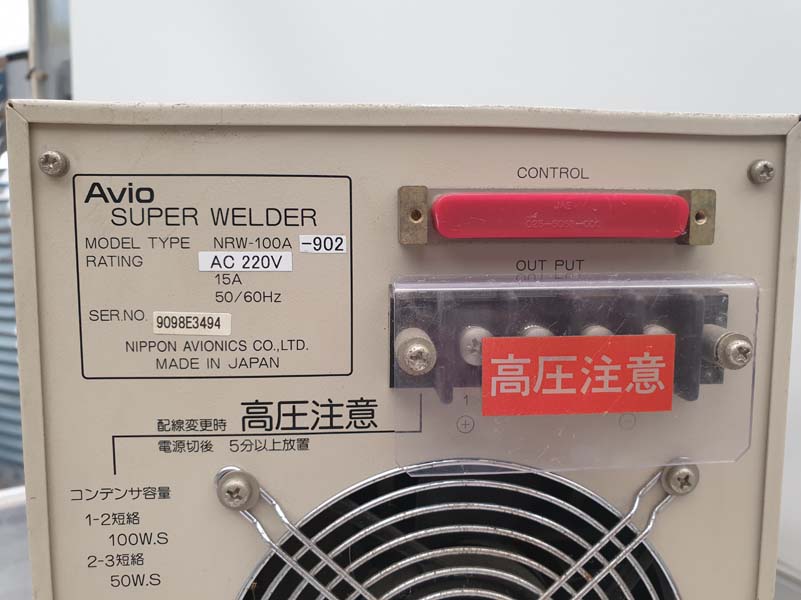 Avio
SUPER WELDER
MODEL TYPE NRW-100A -902
RATING AC 220V
15A
50/60Hz
SER.NO. 9098E3494
NIPPON AVIONICS CO.,LTD.
MADE IN JAPAN
CONTROL
JAE
OUT PUT
高圧注意
1
⊕ ⊖
配線変更時 高圧注意
電源切後 5分以上放置
コンデンサ容量
1-2短絡
100W.S
2-3短絡
50W.S